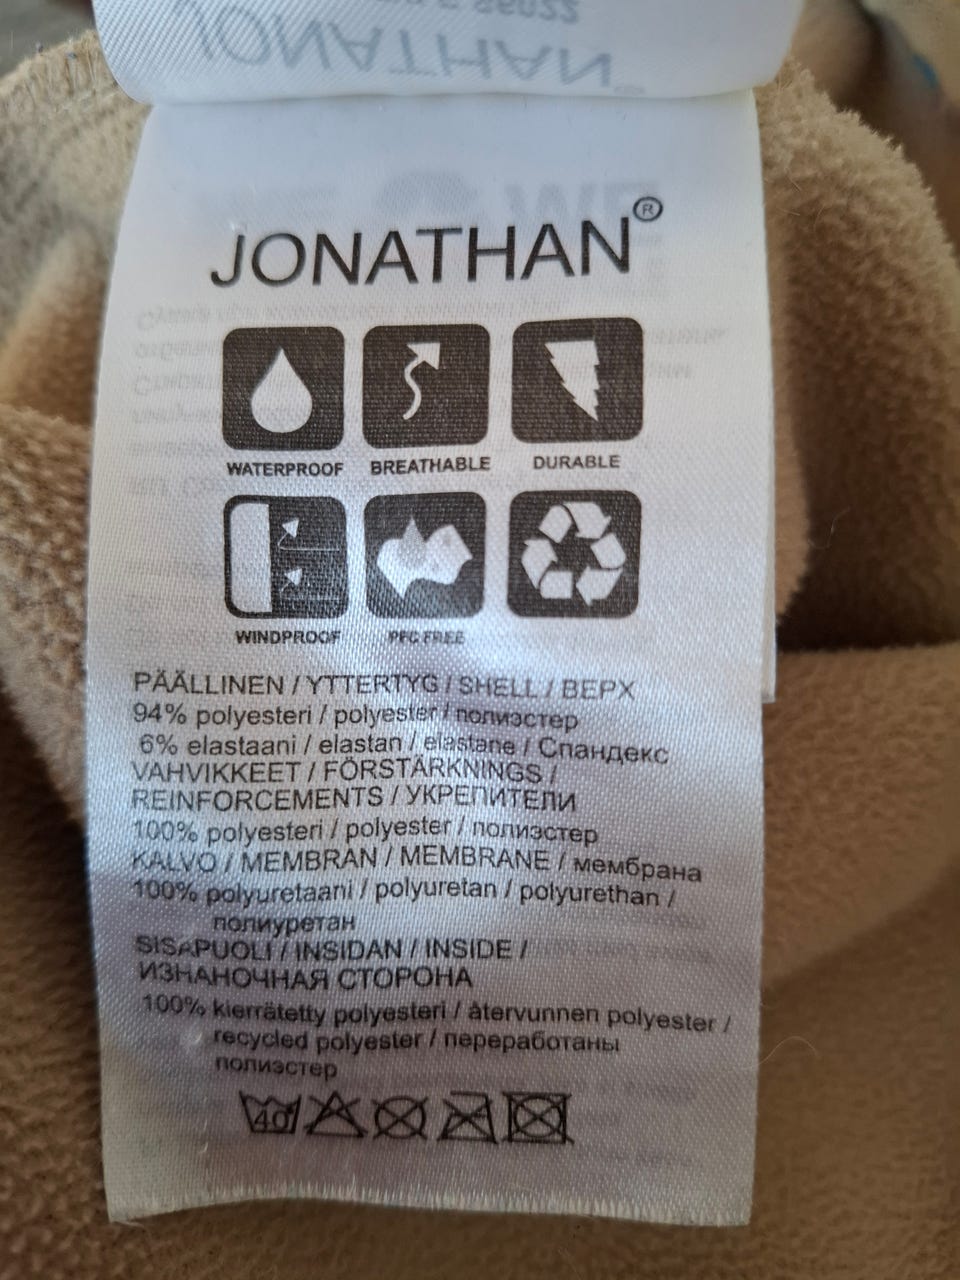 JONATHAN
JONATHAN®
WATERPROOF BREATHABLE DURABLE
WINDPROOF PFC FREE
PÄÄLLINEN / YTTERTYG / SHELL / ВЕРХ
94% polyesteri / polyester / полиэстер
6% elastaani / elastan / elastane / Спандекс
VAHVIKKEET / FÖRSTÄRKNINGS /
REINFORCEMENTS / УКРЕПИТЕЛИ
100% polyesteri / polyester / полиэстер
KALVO / MEMBRAN / MEMBRANE / мембрана
100% polyuretaani / polyuretan / polyurethan /
полиуретан
SISÄPUOLI / INSIDAN / INSIDE /
ИЗНАНОЧНАЯ СТОРОНА
100% kierrätetty polyesteri / återvunnen polyester /
recycled polyester / переработаны
полиэстер
40